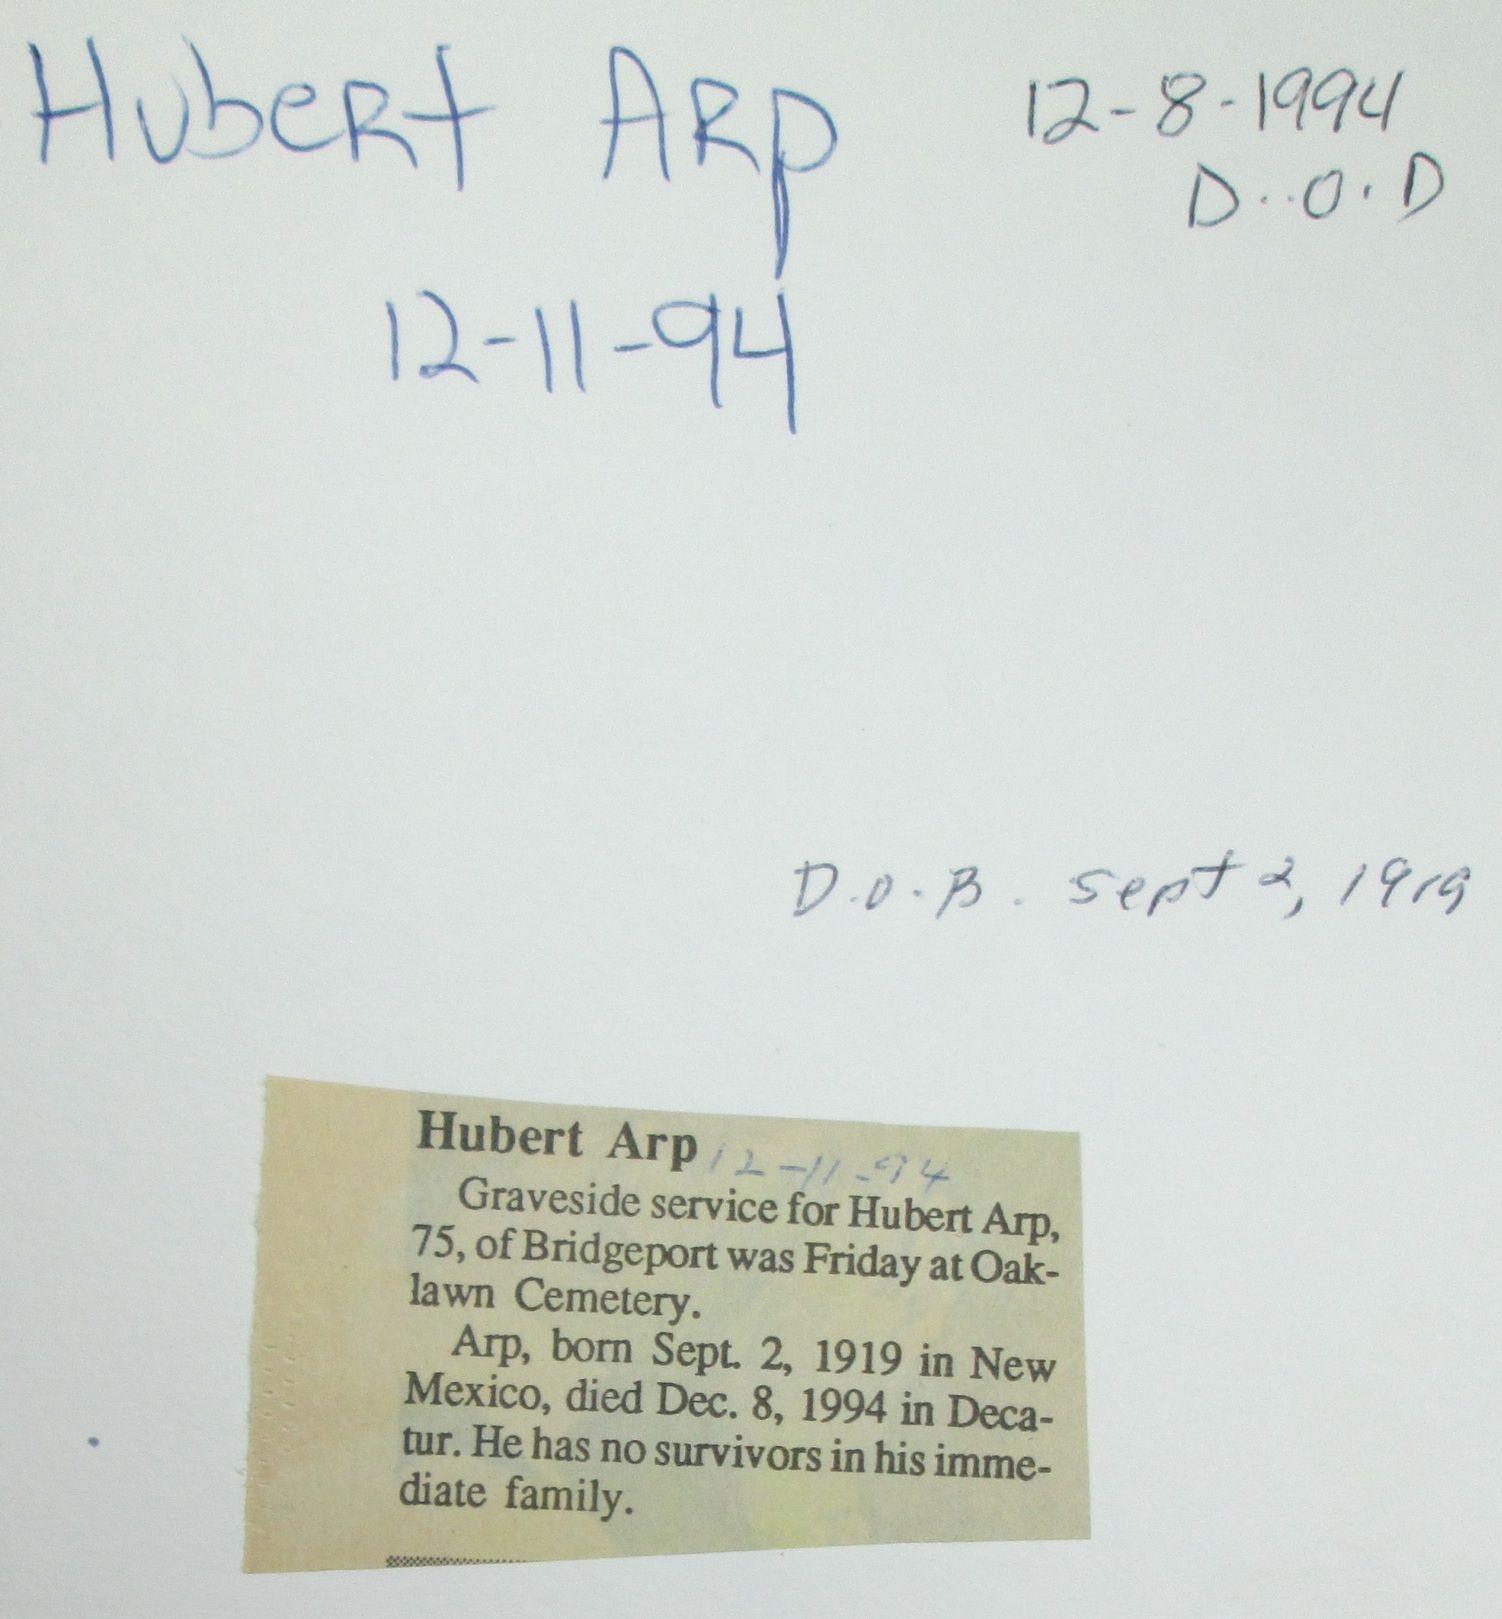 HubeRt ARp
12-8-1994
D..O.D
12-11-94
D.O.B. Sept 2, 1919
Hubert Arp 12-11-94
Graveside service for Hubert Arp,
75, of Bridgeport was Friday at Oak-
lawn Cemetery.
Arp, born Sept. 2, 1919 in New
Mexico, died Dec. 8, 1994 in Deca-
tur. He has no survivors in his imme-
diate family.